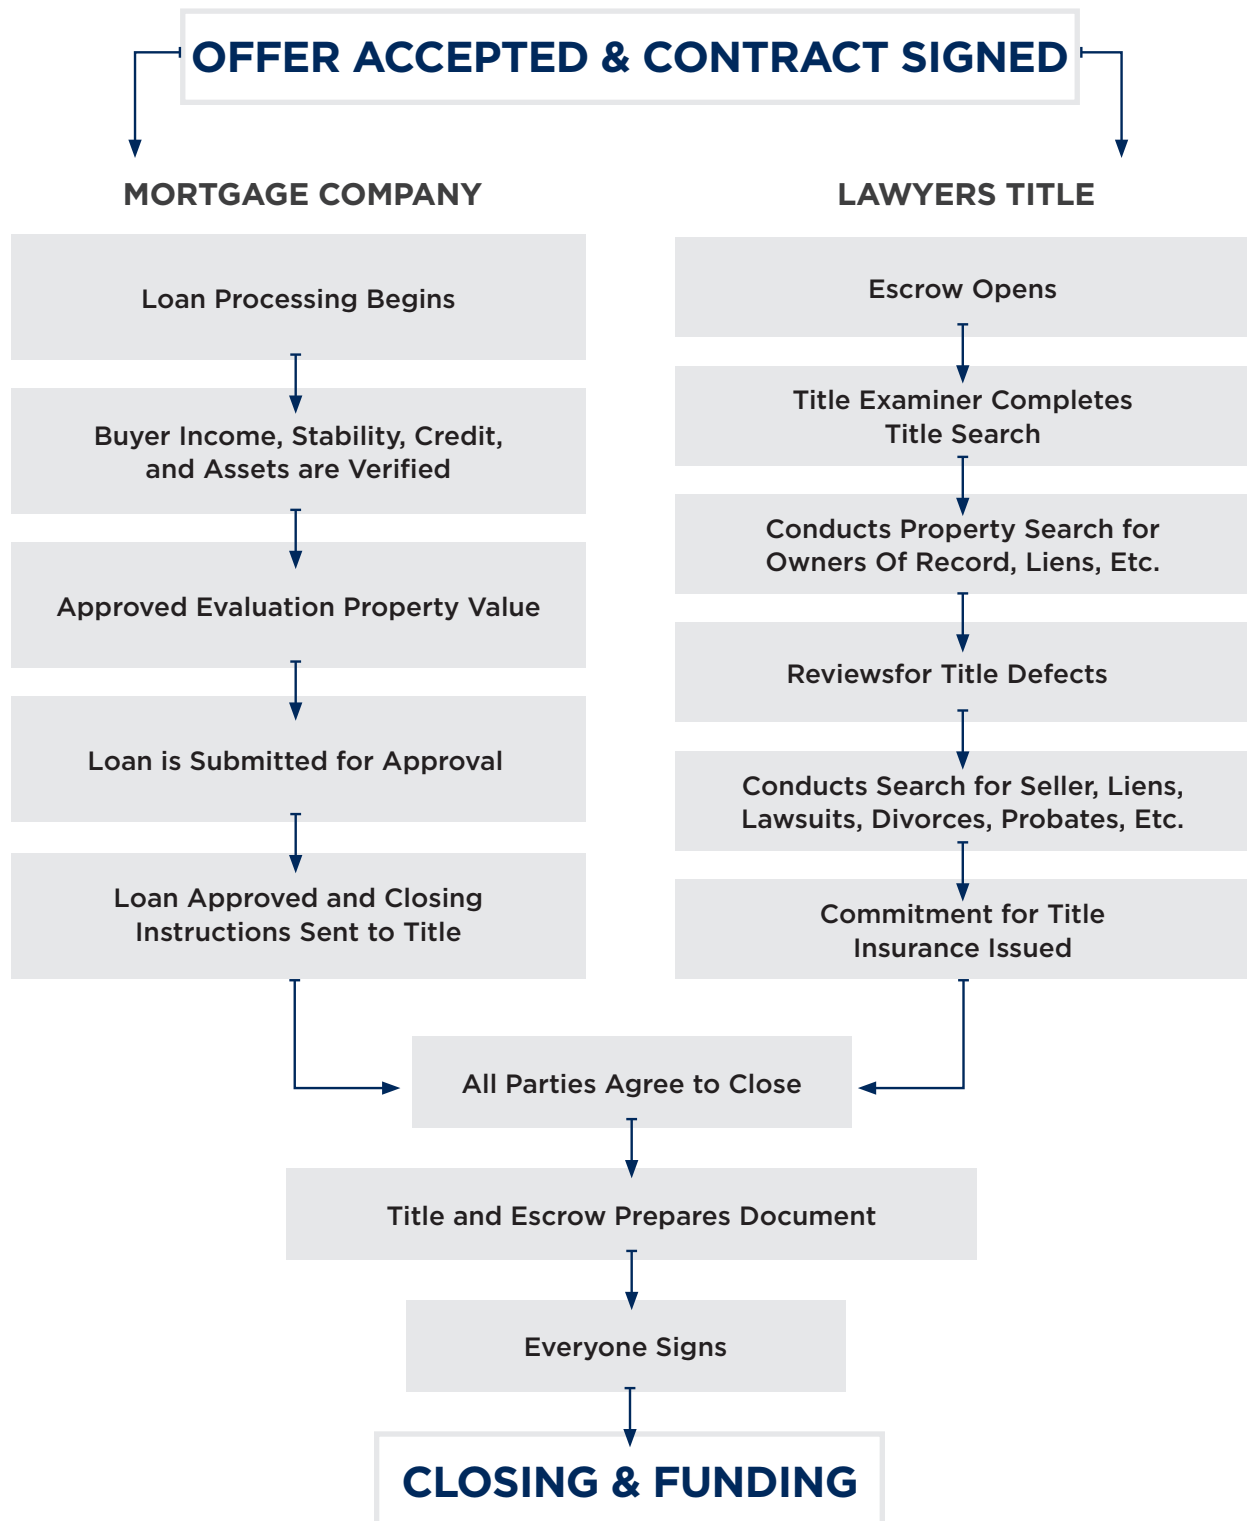 OFFER ACCEPTED & CONTRACT SIGNED
MORTGAGE COMPANY
Loan Processing Begins
Buyer Income, Stability, Credit,
and Assets are Verified
Approved Evaluation Property Value
Loan is Submitted for Approval
Loan Approved and Closing
Instructions Sent to Title
LAWYERS TITLE
Escrow Opens
Title Examiner Completes
Title Search
Conducts Property Search for
Owners Of Record, Liens, Etc.
Reviewsfor Title Defects
Conducts Search for Seller, Liens,
Lawsuits, Divorces, Probates, Etc.
Commitment for Title
Insurance Issued
All Parties Agree to Close
Title and Escrow Prepares Document
Everyone Signs
CLOSING & FUNDING